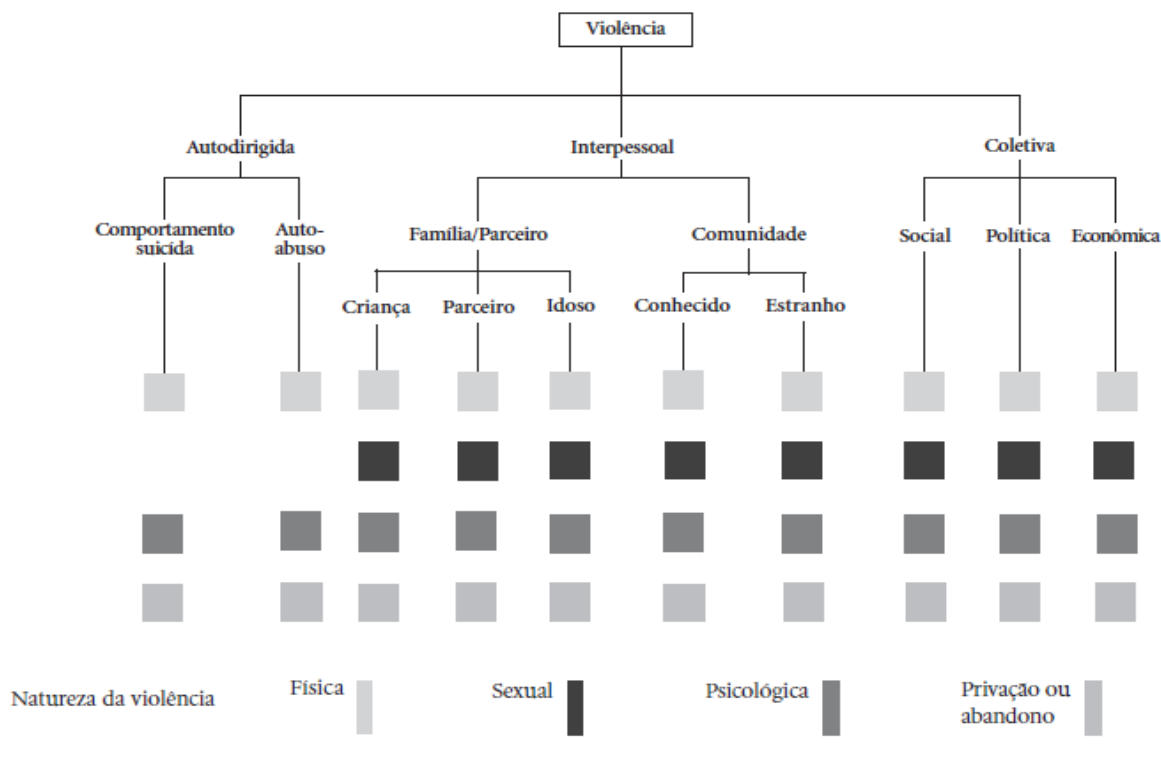 Violência
Autodirigida
Interpessoal
Coletiva
Comportamento
suicída
Auto-
abuso
Família/Parceiro
Comunidade
Social
Política
Econômica
Criança
Parceiro
Idoso
Conhecido
Estranho
Natureza da violência
Física
Sexual
Psicológica
Privação ou
abandono